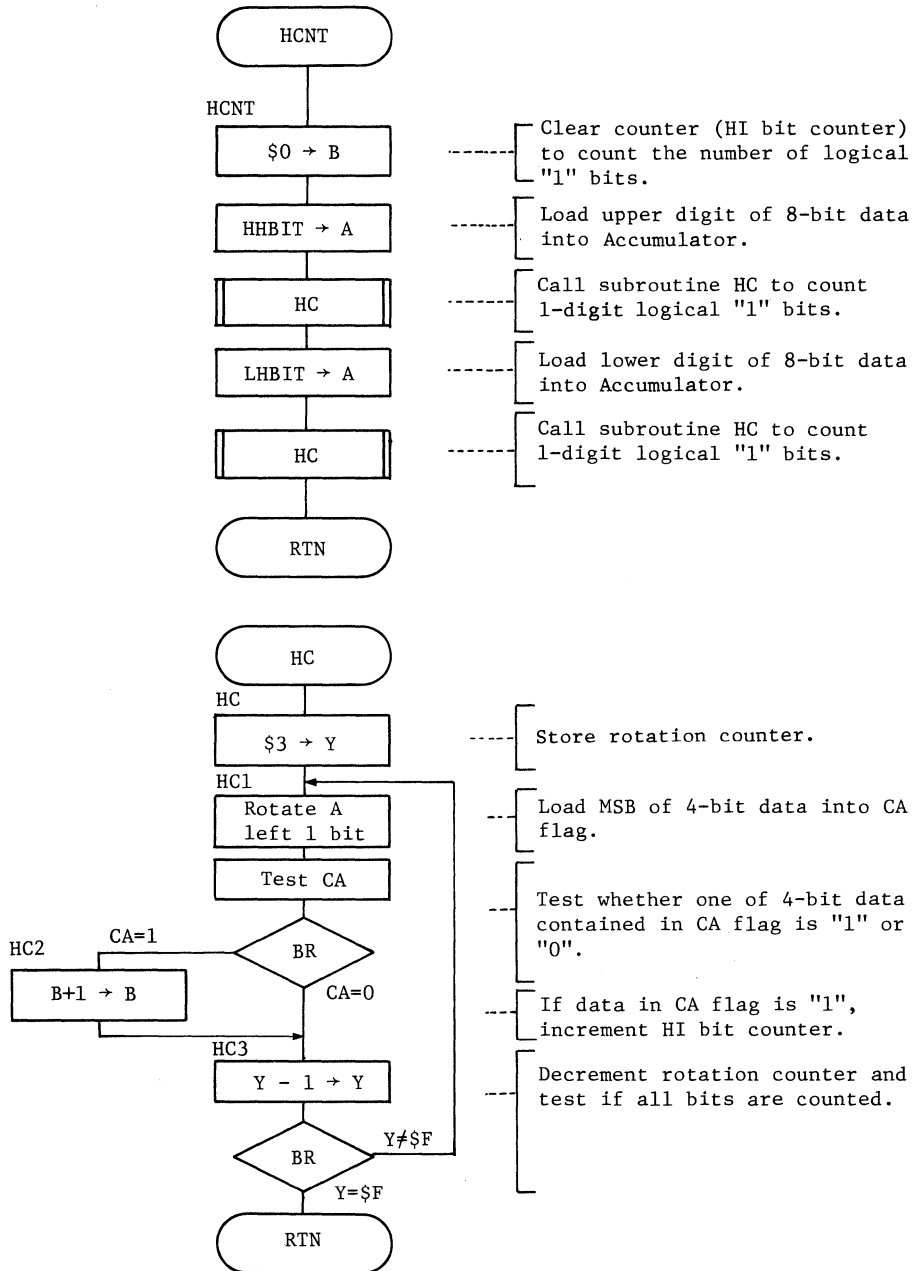 HCNT
HCNT
$0 → B
Clear counter (HI bit counter)
to count the number of logical
"1" bits.
HHBIT → A
Load upper digit of 8-bit data
into Accumulator.
HC
Call subroutine HC to count
1-digit logical "1" bits.
LHBIT → A
Load lower digit of 8-bit data
into Accumulator.
HC
Call subroutine HC to count
1-digit logical "1" bits.
RTN
HC
HC
$3 → Y
Store rotation counter.
HC1
Rotate A
left 1 bit
Load MSB of 4-bit data into CA
flag.
Test CA
Test whether one of 4-bit data
contained in CA flag is "1" or
"0".
BR
CA=1
CA=0
HC2
B+1 → B
If data in CA flag is "1",
increment HI bit counter.
HC3
Y - 1 → Y
Decrement rotation counter and
test if all bits are counted.
BR
Y≠$F
Y=$F
RTN